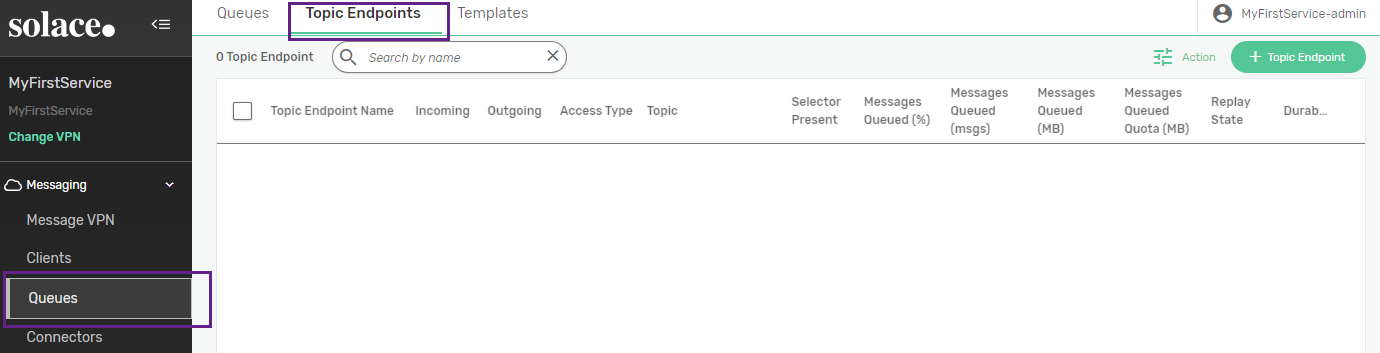 solace
Queues
Topic Endpoints
Templates
MyFirstService-admin
MyFirstService
MyFirstService
Change VPN
Messaging
Message VPN
Clients
Queues
Connectors
0 Topic Endpoint
Search by name
Action
+ Topic Endpoint
Topic Endpoint Name
Incoming
Outgoing
Access Type
Topic
Selector
Present
Messages
Queued (%)
Messages
Queued
(msgs)
Messages
Queued
(MB)
Messages
Queued
Quota (MB)
Replay
State
Durab...